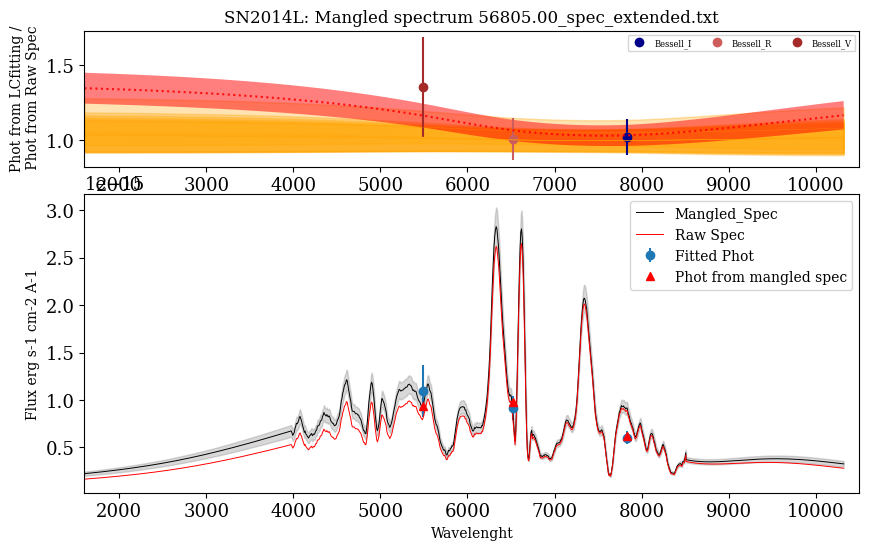 SN2014L: Mangled spectrum 56805.00_spec_extended.txt
Phot from LCfitting /
Phot from Raw Spec
1.5
1.0
Bessell_I Bessell_R Bessell_V
2000 3000 4000 5000 6000 7000 8000 9000 10000
1e−15
Flux erg s-1 cm-2 A-1
3.0
2.5
2.0
1.5
1.0
0.5
Mangled_Spec
Raw Spec
Fitted Phot
Phot from mangled spec
2000 3000 4000 5000 6000 7000 8000 9000 10000
Wavelenght